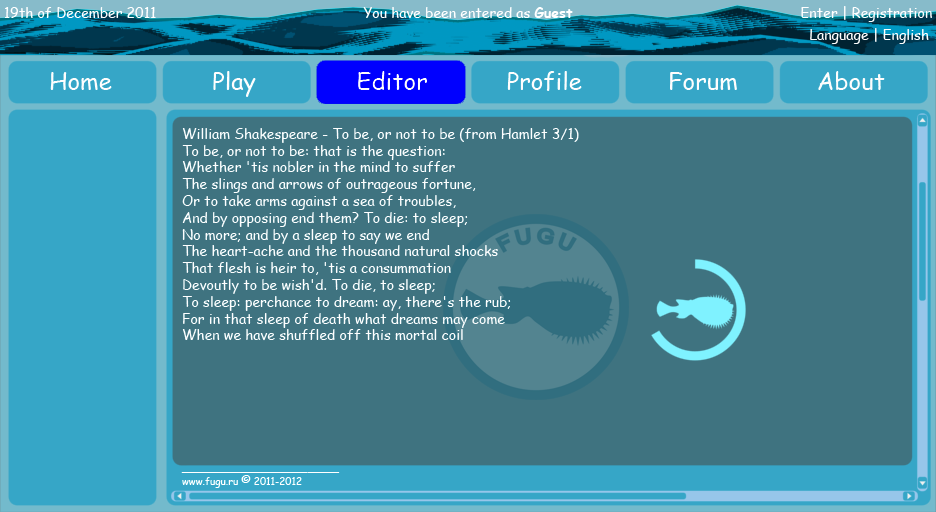 19th of December 2011
You have been entered as Guest
Enter | Registration
Language | English
Home
Play
Editor
Profile
Forum
About
William Shakespeare - To be, or not to be (from Hamlet 3/1)
To be, or not to be: that is the question:
Whether 'tis nobler in the mind to suffer
The slings and arrows of outrageous fortune,
Or to take arms against a sea of troubles,
And by opposing end them? To die: to sleep;
No more; and by a sleep to say we end
The heart-ache and the thousand natural shocks
That flesh is heir to, 'tis a consummation
Devoutly to be wish'd. To die, to sleep;
To sleep: perchance to dream: ay, there's the rub;
For in that sleep of death what dreams may come
When we have shuffled off this mortal coil
FUGU
www.fugu.ru © 2011-2012